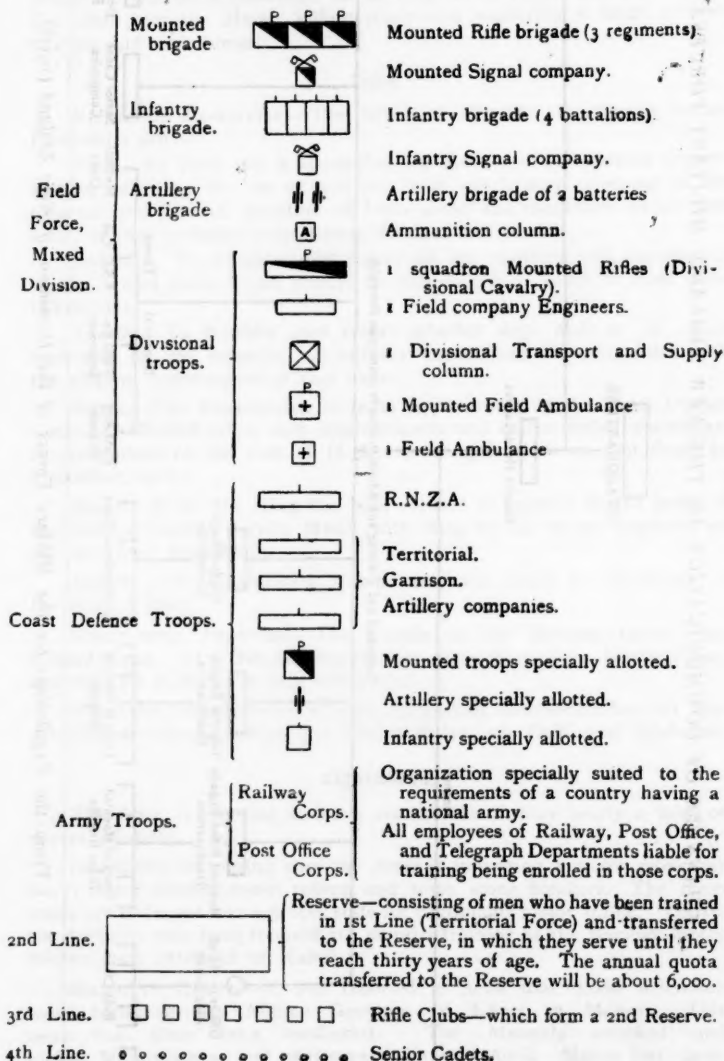 P P P
Mounted brigade Mounted Rifle brigade (3 regiments)
Mounted Signal company.
Infantry brigade. Infantry brigade (4 battalions).
Infantry Signal company.
Field Force, Mixed Division.
Artillery brigade Artillery brigade of 2 batteries
A Ammunition column.
P
1 squadron Mounted Rifles (Divi-
sional Cavalry).
1 Field company Engineers.
Divisional troops.
1 Divisional Transport and Supply
column.
P
1 Mounted Field Ambulance
1 Field Ambulance
R.N.Z.A.
Territorial.
Garrison.
Artillery companies.
Coast Defence Troops.
P
Mounted troops specially allotted.
Artillery specially allotted.
Infantry specially allotted.
Army Troops.
Railway Corps.
Post Office Corps.
Organization specially suited to the
requirements of a country having a
national army.
All employees of Railway, Post Office,
and Telegraph Departments liable for
training being enrolled in those corps.
2nd Line.
Reserve—consisting of men who have been trained
in 1st Line (Territorial Force) and transferred
to the Reserve, in which they serve until they
reach thirty years of age. The annual quota
transferred to the Reserve will be about 6,000.
3rd Line. Rifle Clubs—which form a 2nd Reserve.
4th Line. Senior Cadets.